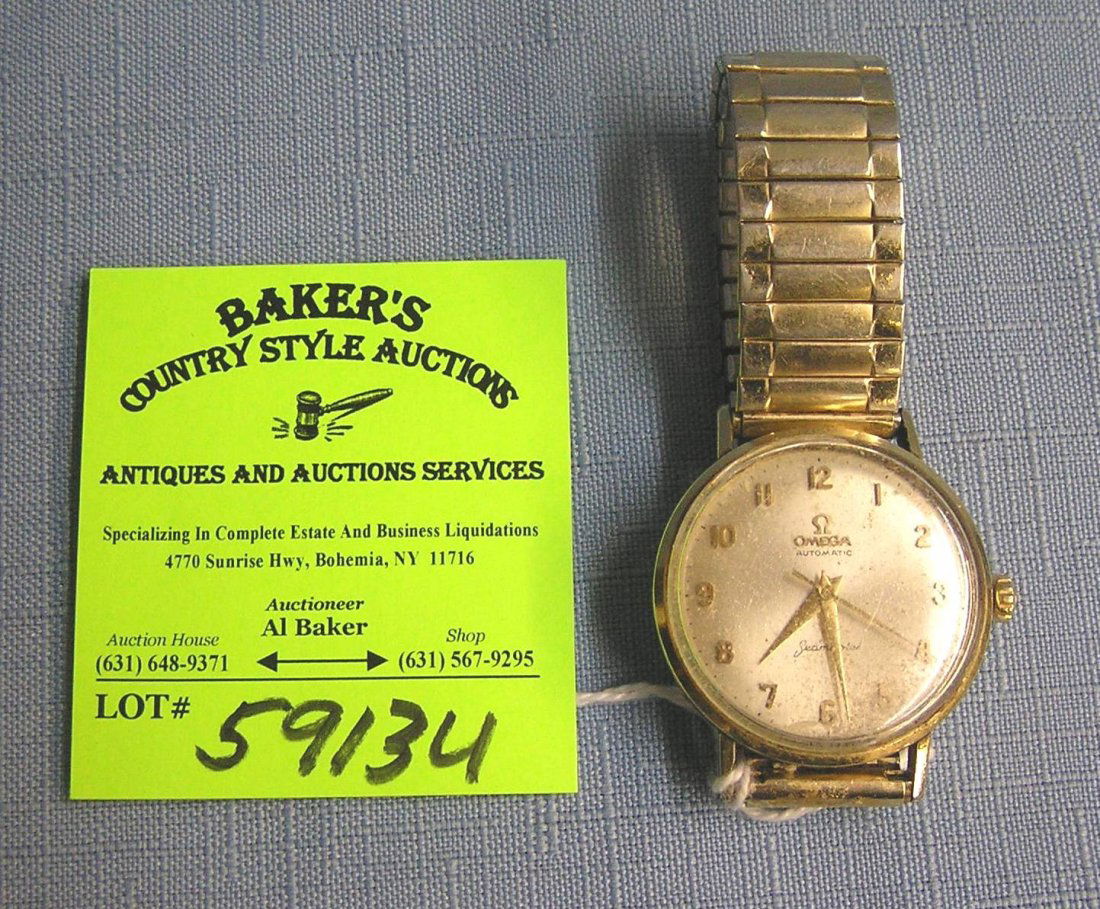 BAKER'S
COUNTRY STYLE AUCTIONS
ANTIQUES AND AUCTIONS SERVICES
Specializing In Complete Estate And Business Liquidations
4770 Sunrise Hwy, Bohemia, NY 11716
Auctioneer
Al Baker
Auction House
(631) 648-9371
Shop
(631) 567-9295
LOT# 59134
12
11 1
10 2
9 3
8 4
7 5
6
Ω
OMEGA
AUTOMATIC
Seamaster